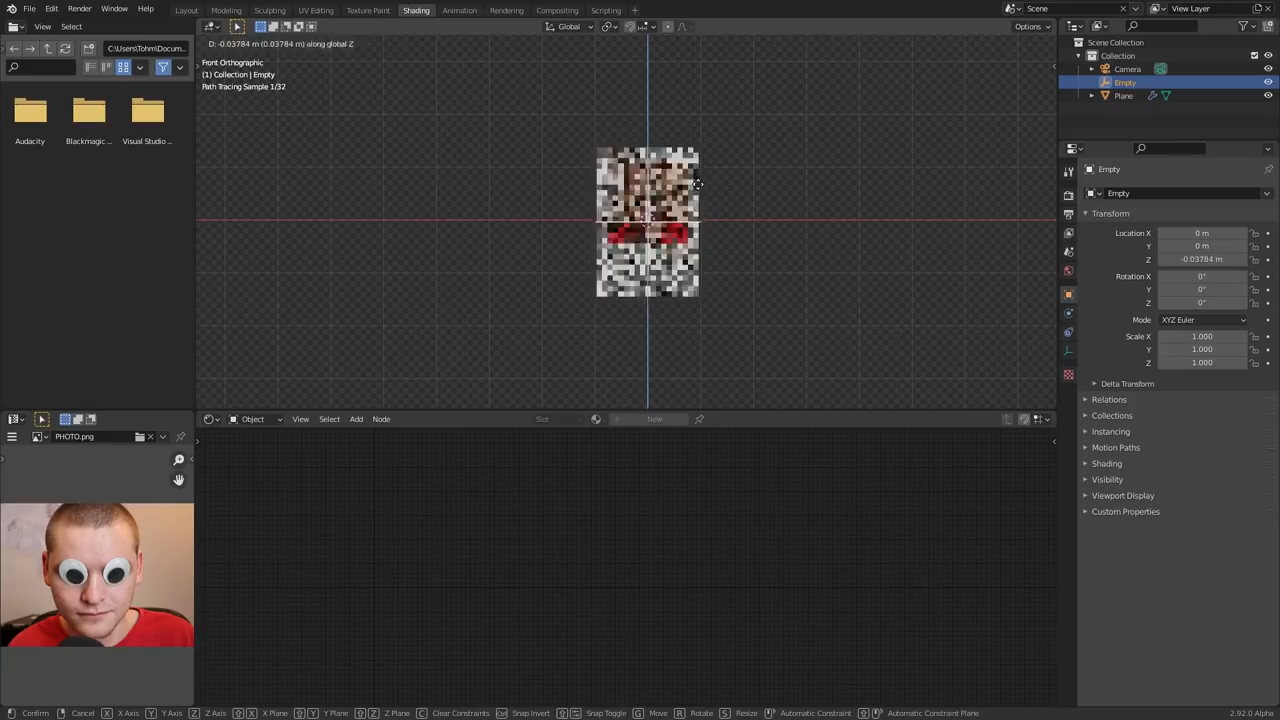 File Edit Render Window Help Layout Modeling Sculpting UV Editing Texture Paint Shading Animation Rendering Compositing Scripting + Scene View Layer
View Select
Global Options
C:\Users\Tohm\Docum...
D: -0.03784 m (0.03784 m) along global Z
Front Orthographic
(1) Collection | Empty
Path Tracing Sample 1/32
Audacity Blackmagic ... Visual Studio ...
Scene Collection
Collection
Camera
Empty
Plane
Empty
Empty
Transform
Location X 0 m
Y 0 m
Z -0.03784 m
Rotation X 0°
Y 0°
Z 0°
Mode XYZ Euler
Scale X 1.000
Y 1.000
Z 1.000
Delta Transform
Relations
Collections
Instancing
Motion Paths
Shading
Visibility
Viewport Display
Custom Properties
Object View Select Add Node Slot New
PHOTO.png
Confirm Cancel X X Axis Y Y Axis Z Z Axis X X Plane Y Y Plane Z Z Plane C Clear Constraints Snap Invert Snap Toggle G Move R Rotate S Resize Automatic Constraint Automatic Constraint Plane 2.92.0 Alpha